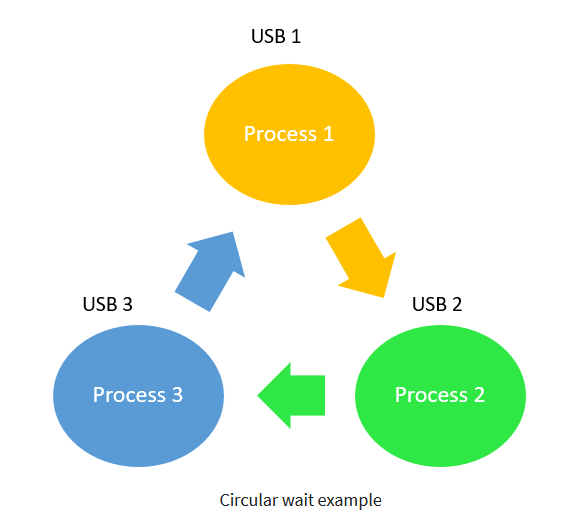 USB 1
Process 1
USB 3
USB 2
Process 3
Process 2
Circular wait example